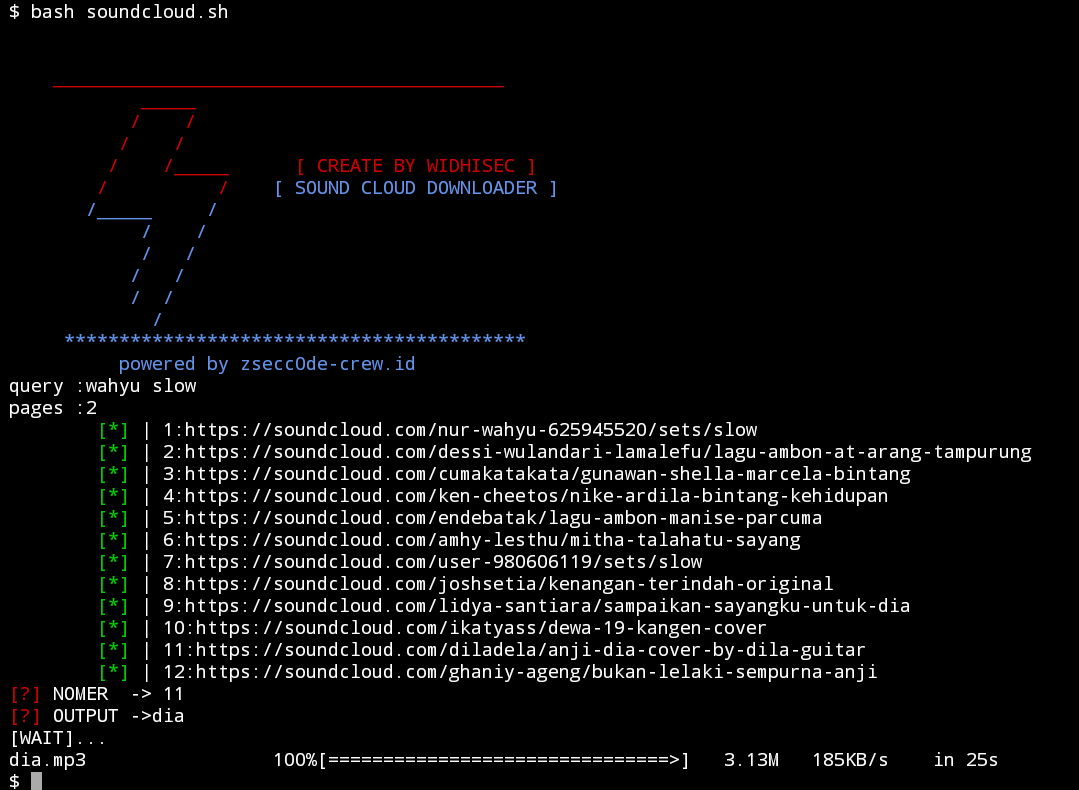 $ bash soundcloud.sh
[ CREATE BY WIDHISEC ]
[ SOUND CLOUD DOWNLOADER ]
******************************************
powered by zsecc0de-crew.id
query :wahyu slow
pages :2
[*] | 1:https://soundcloud.com/nur-wahyu-625945520/sets/slow
[*] | 2:https://soundcloud.com/dessi-wulandari-lamalefu/lagu-ambon-at-arang-tampurung
[*] | 3:https://soundcloud.com/cumakatakata/gunawan-shella-marcela-bintang
[*] | 4:https://soundcloud.com/ken-cheetos/nike-ardila-bintang-kehidupan
[*] | 5:https://soundcloud.com/endebatak/lagu-ambon-manise-parcuma
[*] | 6:https://soundcloud.com/amhy-lesthu/mitha-talahatu-sayang
[*] | 7:https://soundcloud.com/user-980606119/sets/slow
[*] | 8:https://soundcloud.com/joshsetia/kenangan-terindah-original
[*] | 9:https://soundcloud.com/lidya-santiara/sampaikan-sayangku-untuk-dia
[*] | 10:https://soundcloud.com/ikatyass/dewa-19-kangen-cover
[*] | 11:https://soundcloud.com/diladela/anji-dia-cover-by-dila-guitar
[*] | 12:https://soundcloud.com/ghaniy-ageng/bukan-lelaki-sempurna-anji
[?] NOMER  -> 11
[?] OUTPUT ->dia
[WAIT]...
dia.mp3 100%[===============================>] 3.13M 185KB/s in 25s
$